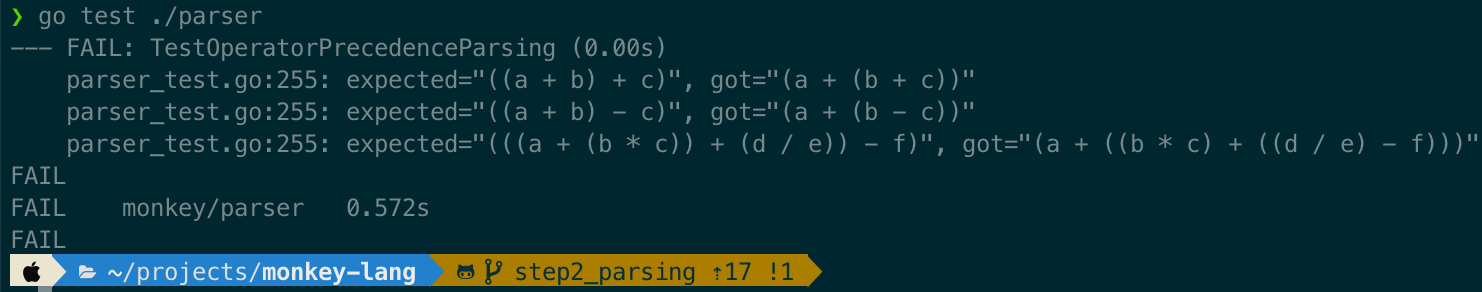 ❯ go test ./parser
--- FAIL: TestOperatorPrecedenceParsing (0.00s)
    parser_test.go:255: expected="((a + b) + c)", got="(a + (b + c))"
    parser_test.go:255: expected="((a + b) - c)", got="(a + (b - c))"
    parser_test.go:255: expected="(((a + (b * c)) + (d / e)) - f)", got="(a + ((b * c) + ((d / e) - f)))"
FAIL
FAIL    monkey/parser   0.572s
FAIL
~/projects/monkey-lang step2_parsing ⇡17 !1